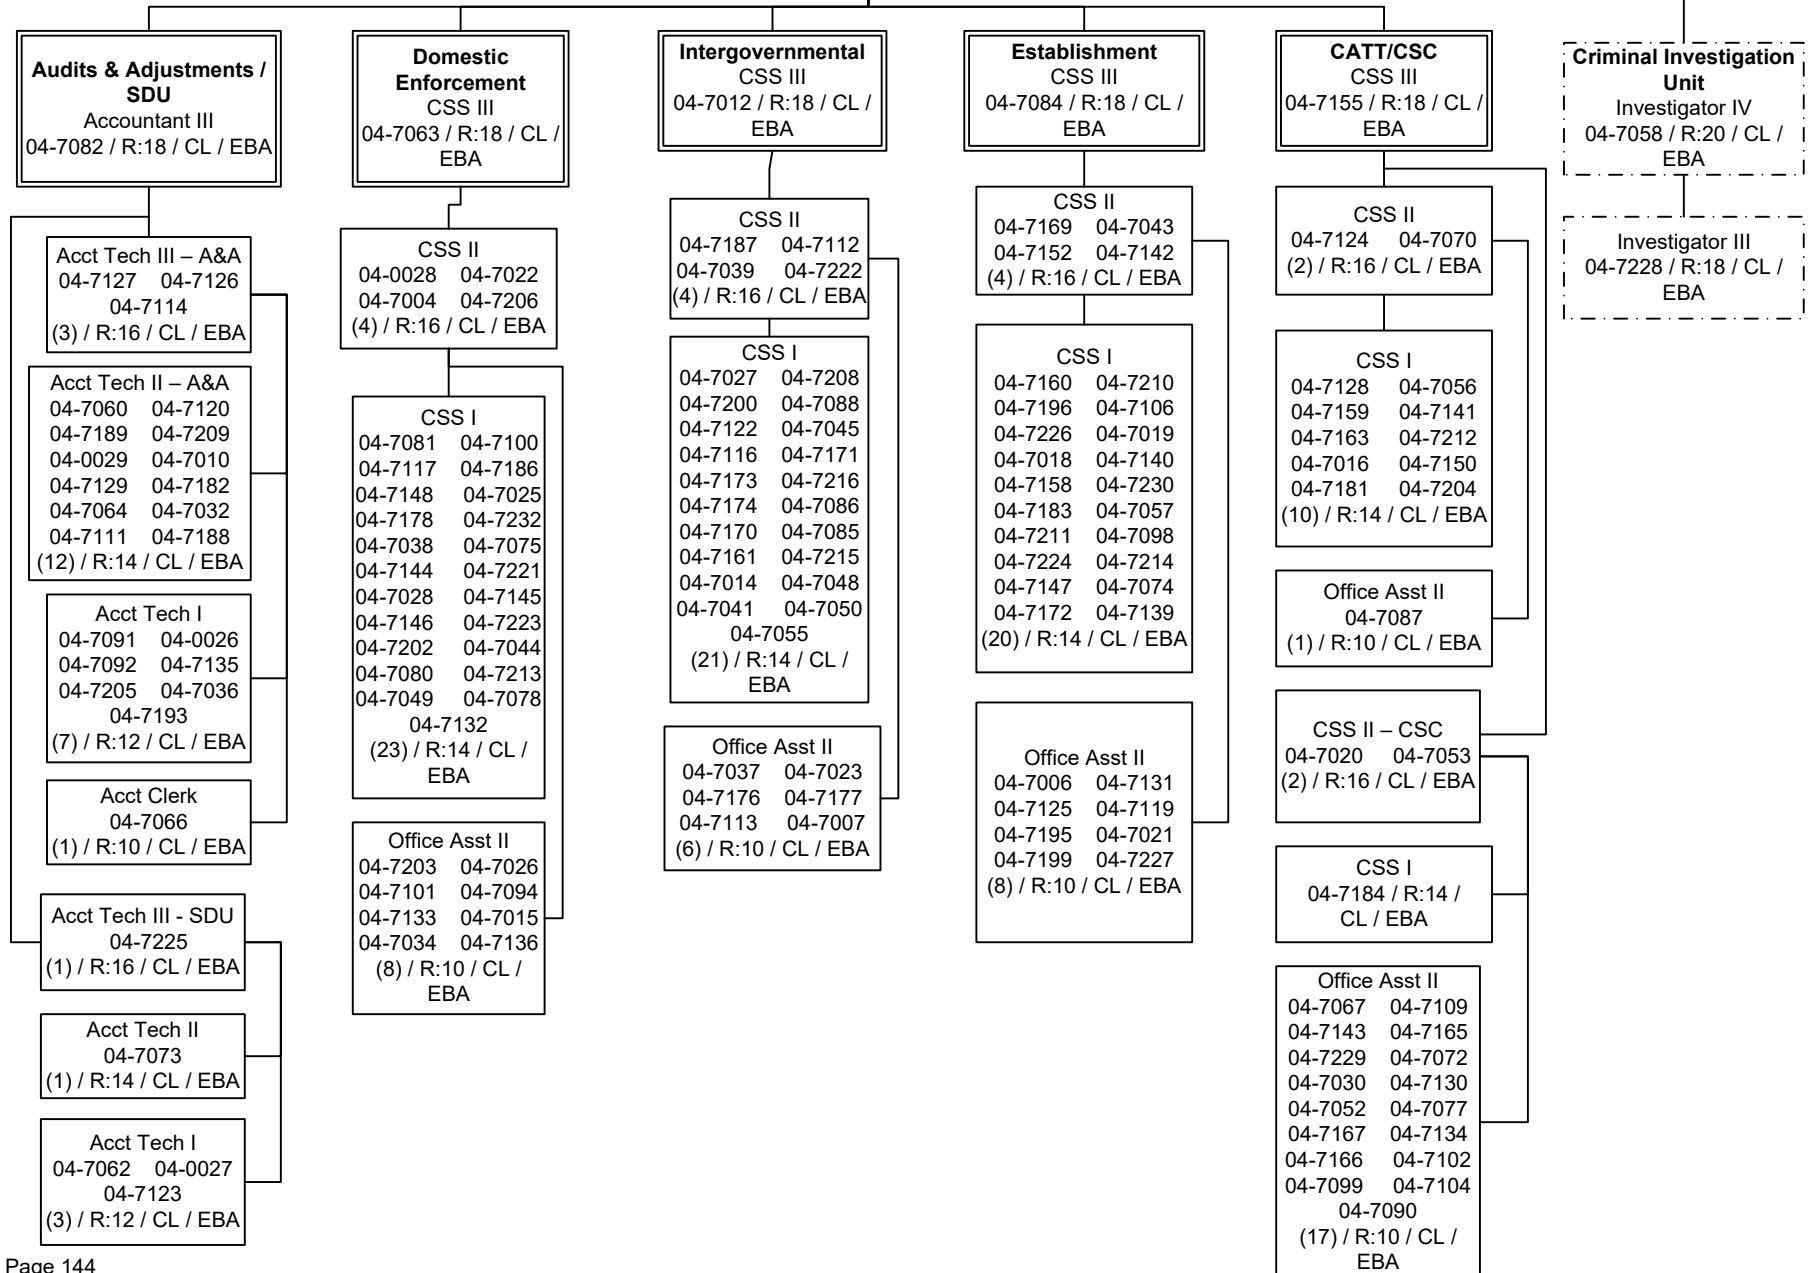 Audits & Adjustments /
SDU
Accountant III
04-7082 / R:18 / CL / EBA
Acct Tech III – A&A
04-7127 04-7126
04-7114
(3) / R:16 / CL / EBA
Acct Tech II – A&A
04-7060 04-7120
04-7189 04-7209
04-0029 04-7010
04-7129 04-7182
04-7064 04-7032
04-7111 04-7188
(12) / R:14 / CL / EBA
Acct Tech I
04-7091 04-0026
04-7092 04-7135
04-7205 04-7036
04-7193
(7) / R:12 / CL / EBA
Acct Clerk
04-7066
(1) / R:10 / CL / EBA
Acct Tech III - SDU
04-7225
(1) / R:16 / CL / EBA
Acct Tech II
04-7073
(1) / R:14 / CL / EBA
Acct Tech I
04-7062 04-0027
04-7123
(3) / R:12 / CL / EBA
Domestic
Enforcement
CSS III
04-7063 / R:18 / CL /
EBA
CSS II
04-0028 04-7022
04-7004 04-7206
(4) / R:16 / CL / EBA
CSS I
04-7081 04-7100
04-7117 04-7186
04-7148 04-7025
04-7178 04-7232
04-7038 04-7075
04-7144 04-7221
04-7028 04-7145
04-7146 04-7223
04-7202 04-7044
04-7080 04-7213
04-7049 04-7078
04-7132
(23) / R:14 / CL /
EBA
Office Asst II
04-7203 04-7026
04-7101 04-7094
04-7133 04-7015
04-7034 04-7136
(8) / R:10 / CL /
EBA
Intergovernmental
CSS III
04-7012 / R:18 / CL /
EBA
CSS II
04-7187 04-7112
04-7039 04-7222
(4) / R:16 / CL / EBA
CSS I
04-7027 04-7208
04-7200 04-7088
04-7122 04-7045
04-7116 04-7171
04-7173 04-7216
04-7174 04-7086
04-7170 04-7085
04-7161 04-7215
04-7014 04-7048
04-7041 04-7050
04-7055
(21) / R:14 / CL /
EBA
Office Asst II
04-7037 04-7023
04-7176 04-7177
04-7113 04-7007
(6) / R:10 / CL / EBA
Establishment
CSS III
04-7084 / R:18 / CL /
EBA
CSS II
04-7169 04-7043
04-7152 04-7142
(4) / R:16 / CL / EBA
CSS I
04-7160 04-7210
04-7196 04-7106
04-7226 04-7019
04-7018 04-7140
04-7158 04-7230
04-7183 04-7057
04-7211 04-7098
04-7224 04-7214
04-7147 04-7074
04-7172 04-7139
(20) / R:14 / CL / EBA
Office Asst II
04-7006 04-7131
04-7125 04-7119
04-7195 04-7021
04-7199 04-7227
(8) / R:10 / CL / EBA
CATT/CSC
CSS III
04-7155 / R:18 / CL /
EBA
CSS II
04-7124 04-7070
(2) / R:16 / CL / EBA
CSS I
04-7128 04-7056
04-7159 04-7141
04-7163 04-7212
04-7016 04-7150
04-7181 04-7204
(10) / R:14 / CL / EBA
Office Asst II
04-7087
(1) / R:10 / CL / EBA
CSS II – CSC
04-7020 04-7053
(2) / R:16 / CL / EBA
CSS I
04-7184 / R:14 /
CL / EBA
Office Asst II
04-7067 04-7109
04-7143 04-7165
04-7229 04-7072
04-7030 04-7130
04-7052 04-7077
04-7167 04-7134
04-7166 04-7102
04-7099 04-7104
04-7090
(17) / R:10 / CL /
EBA
Criminal Investigation
Unit
Investigator IV
04-7058 / R:20 / CL /
EBA
Investigator III
04-7228 / R:18 / CL /
EBA
Page 144